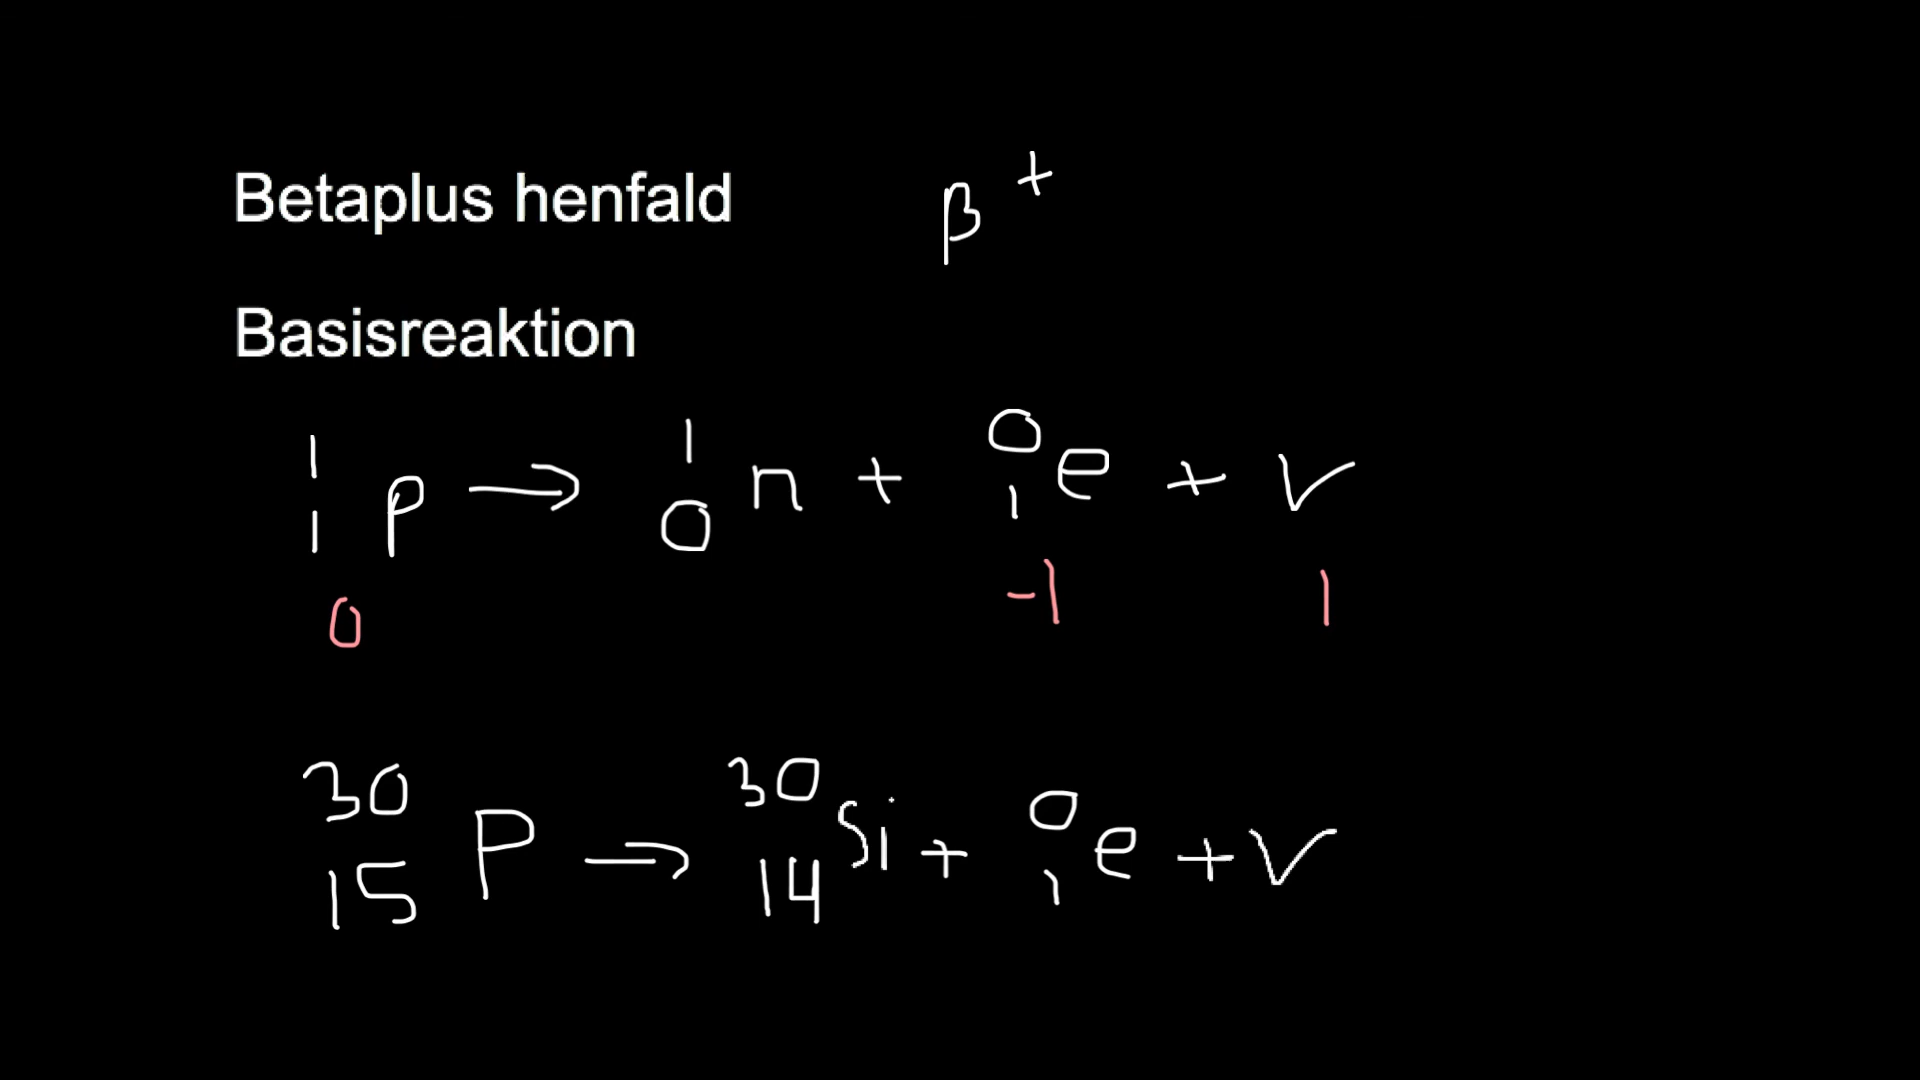 Betaplus henfald β⁺
Basisreaktion
¹₁p → ¹₀n + ⁰₁e + ν
0 -1 1
³⁰₁₅P → ³⁰₁₄Si + ⁰₁e + ν